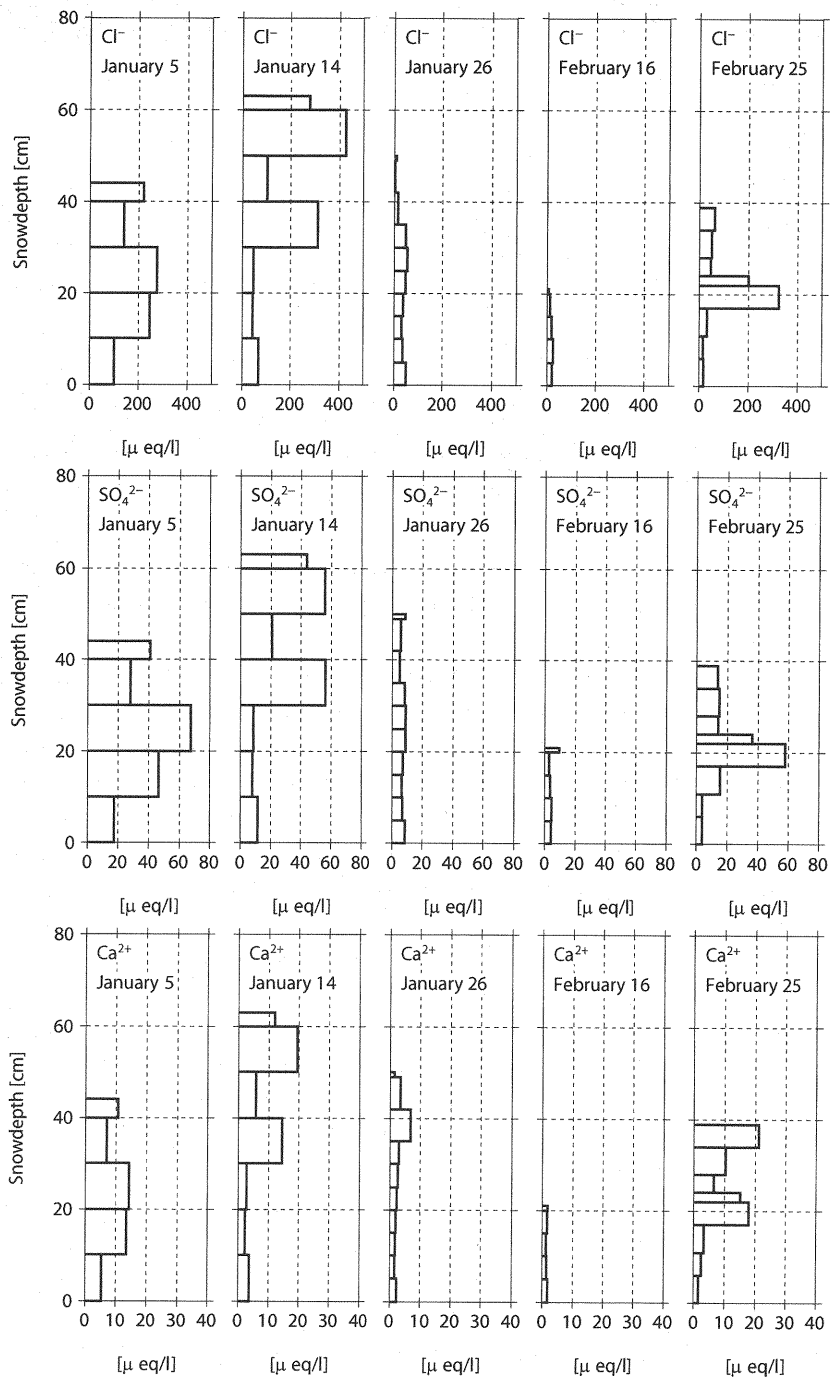 Cl⁻
January 5
Cl⁻
January 14
Cl⁻
January 26
Cl⁻
February 16
Cl⁻
February 25
Snowdepth [cm]
80
60
40
20
0
0 200 400
0 200 400
0 200 400
0 200 400
0 200 400
[μ eq/l]
[μ eq/l]
[μ eq/l]
[μ eq/l]
[μ eq/l]
SO₄²⁻
January 5
SO₄²⁻
January 14
SO₄²⁻
January 26
SO₄²⁻
February 16
SO₄²⁻
February 25
Snowdepth [cm]
80
60
40
20
0
0 20 40 60 80
0 20 40 60 80
0 20 40 60 80
0 20 40 60 80
0 20 40 60 80
[μ eq/l]
[μ eq/l]
[μ eq/l]
[μ eq/l]
[μ eq/l]
Ca²⁺
January 5
Ca²⁺
January 14
Ca²⁺
January 26
Ca²⁺
February 16
Ca²⁺
February 25
Snowdepth [cm]
80
60
40
20
0
0 10 20 30 40
0 10 20 30 40
0 10 20 30 40
0 10 20 30 40
0 10 20 30 40
[μ eq/l]
[μ eq/l]
[μ eq/l]
[μ eq/l]
[μ eq/l]